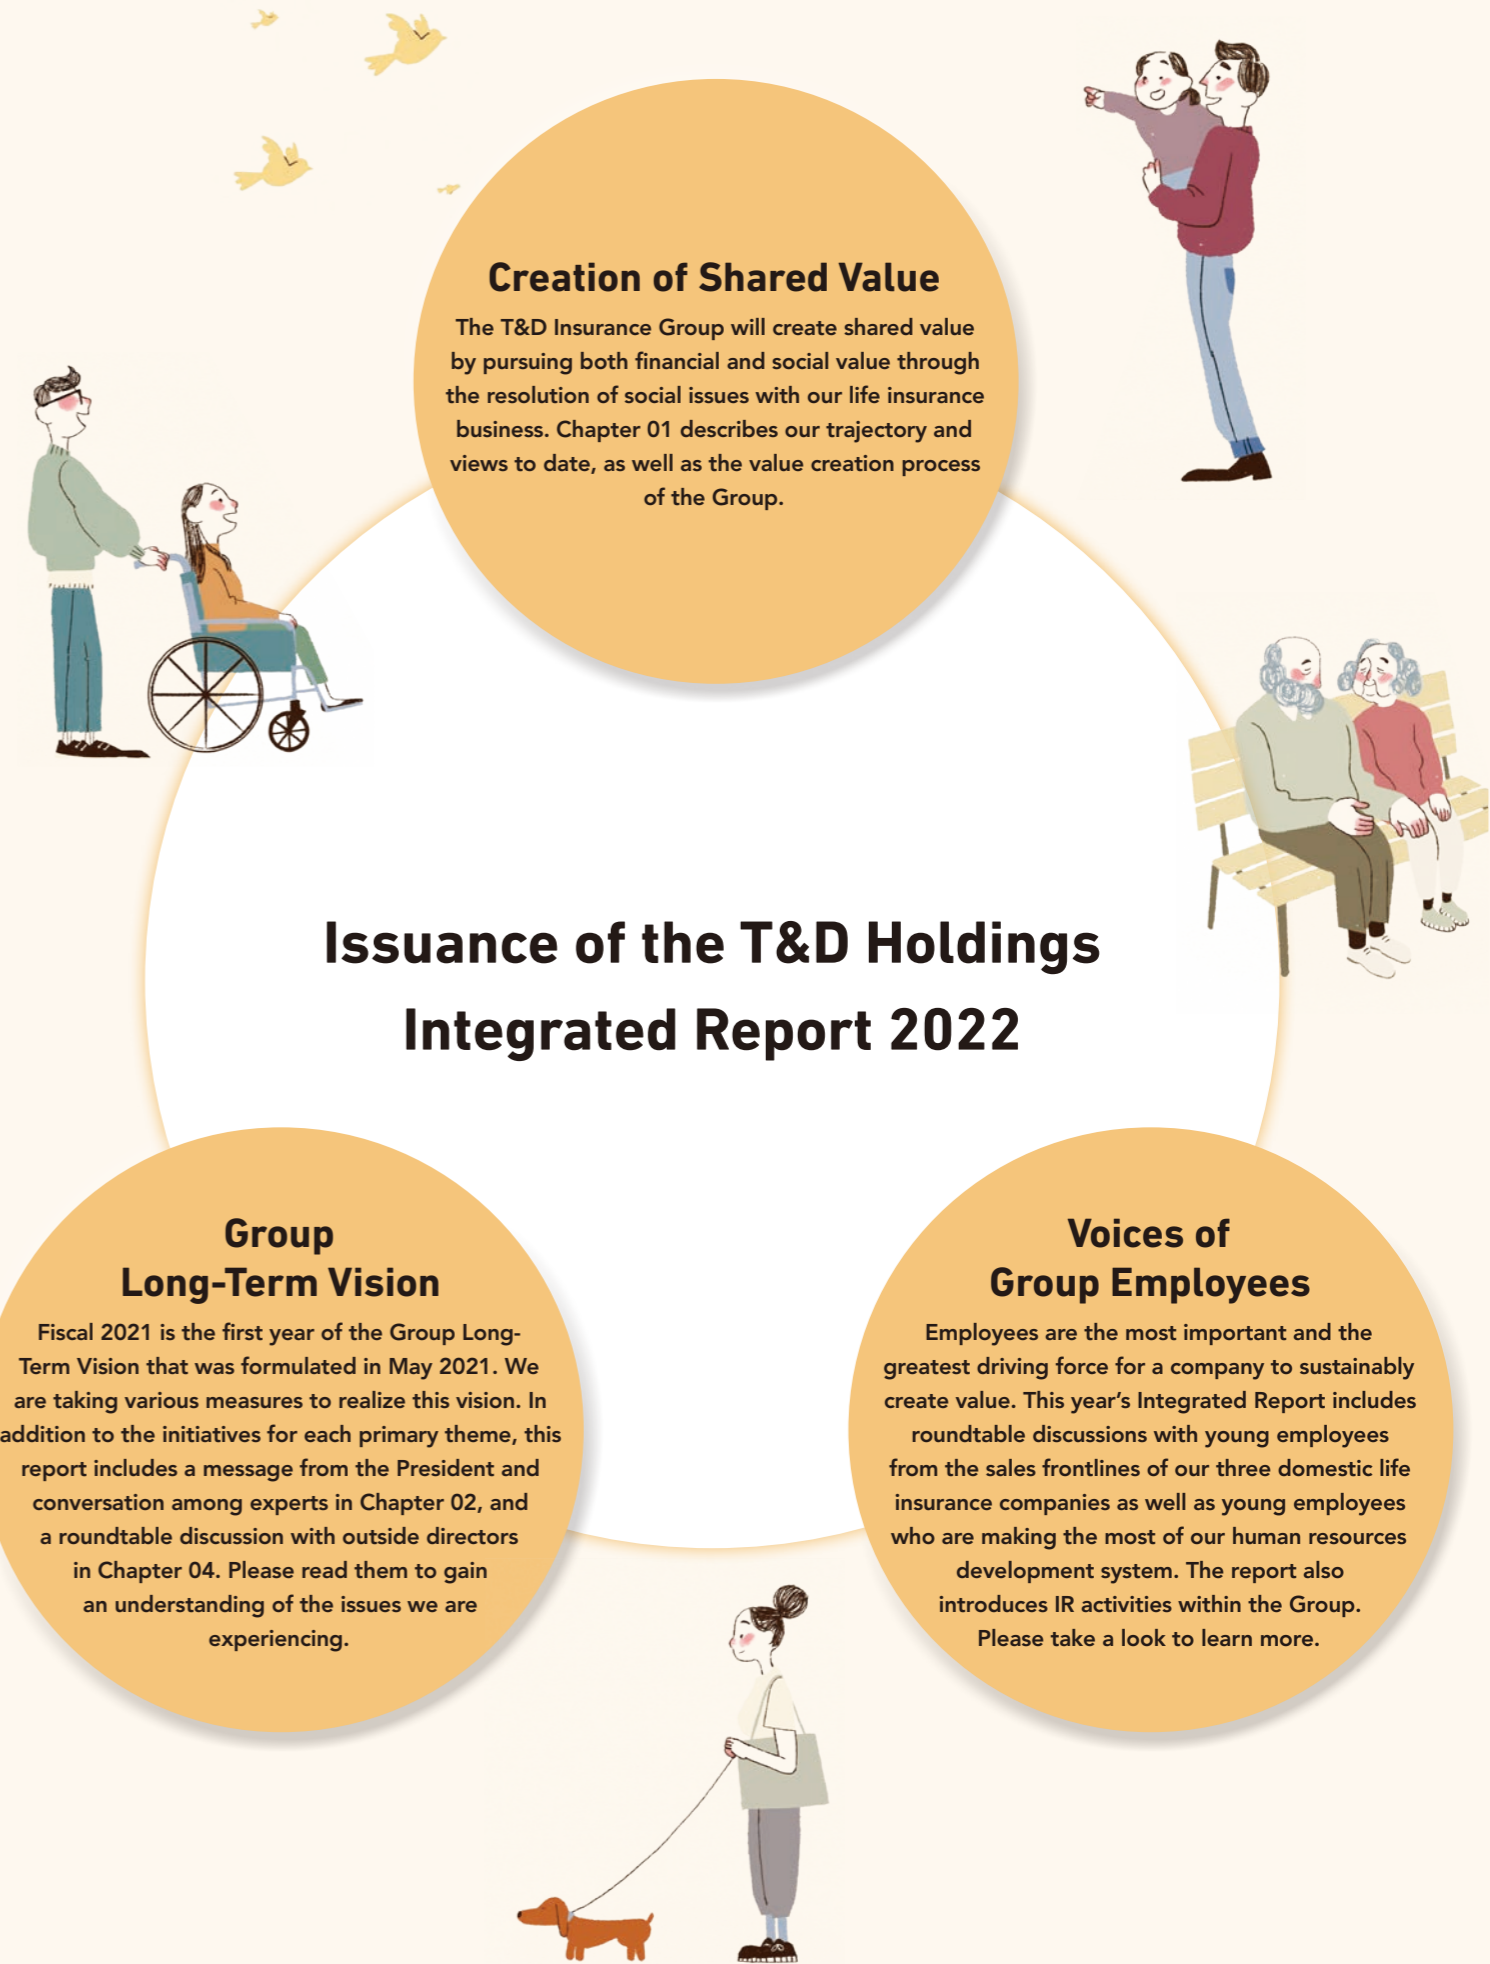 Creation of Shared Value
The T&D Insurance Group will create shared value
by pursuing both financial and social value through
the resolution of social issues with our life insurance
business. Chapter 01 describes our trajectory and
views to date, as well as the value creation process
of the Group.
Issuance of the T&D Holdings
Integrated Report 2022
Group
Long-Term Vision
Fiscal 2021 is the first year of the Group Long-
Term Vision that was formulated in May 2021. We
are taking various measures to realize this vision. In
addition to the initiatives for each primary theme, this
report includes a message from the President and
conversation among experts in Chapter 02, and
a roundtable discussion with outside directors
in Chapter 04. Please read them to gain
an understanding of the issues we are
experiencing.
Voices of
Group Employees
Employees are the most important and the
greatest driving force for a company to sustainably
create value. This year’s Integrated Report includes
roundtable discussions with young employees
from the sales frontlines of our three domestic life
insurance companies as well as young employees
who are making the most of our human resources
development system. The report also
introduces IR activities within the Group.
Please take a look to learn more.